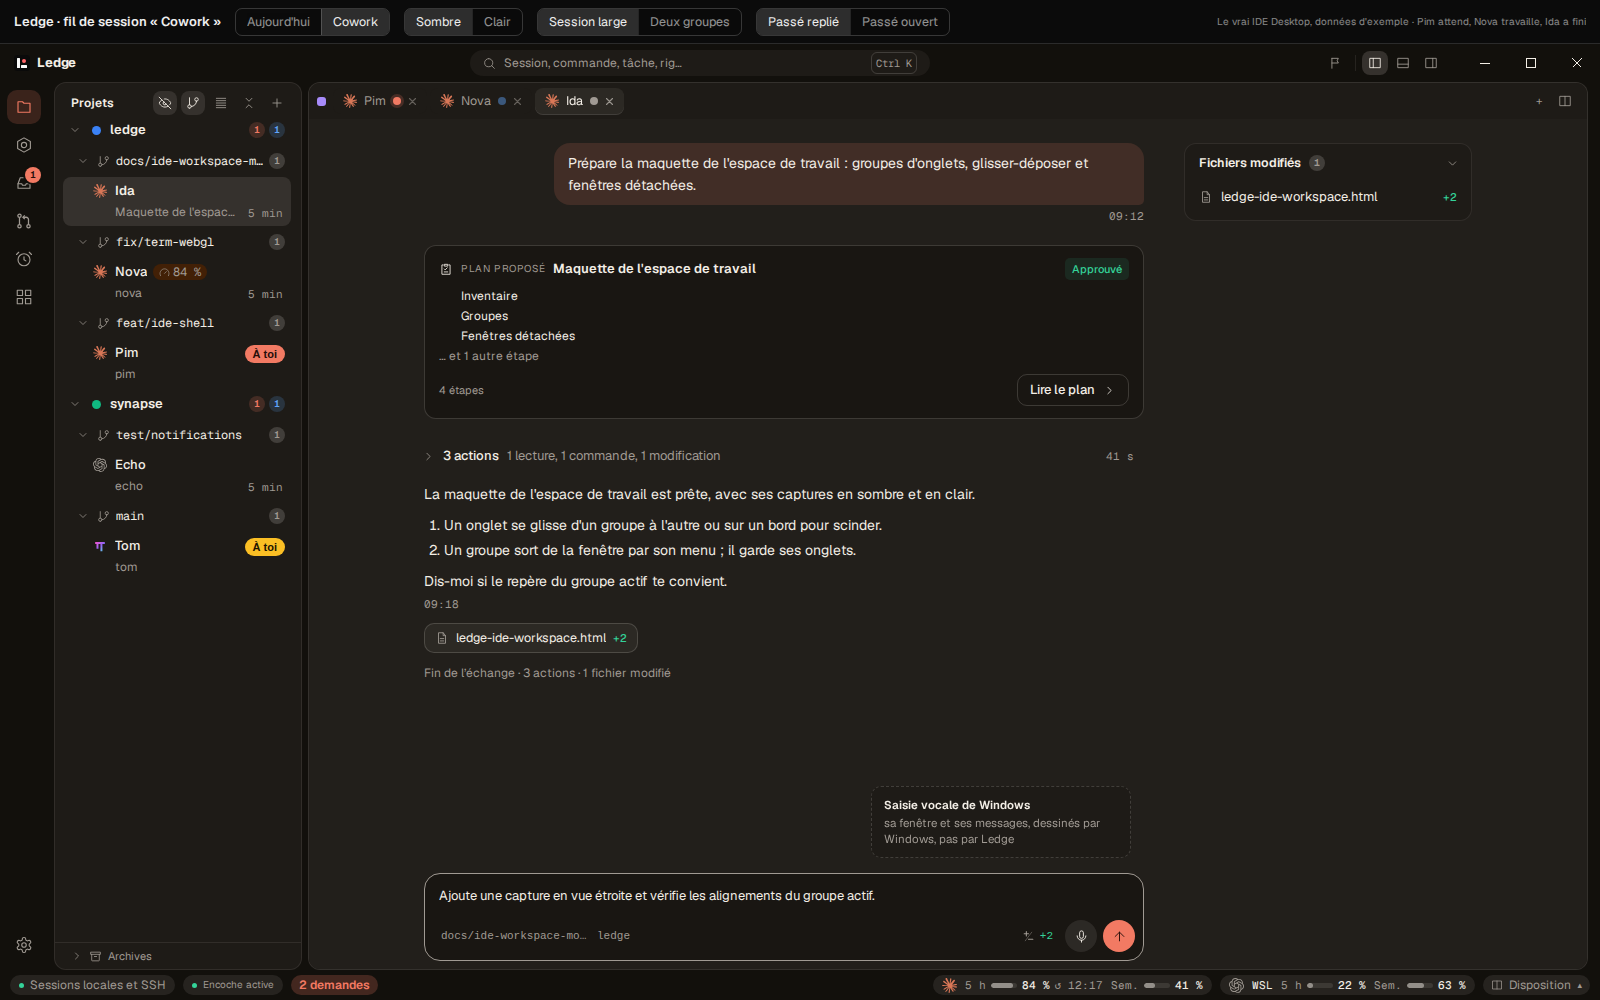 Ledge · fil de session « Cowork »
Aujourd'hui
Cowork
Sombre
Clair
Session large
Deux groupes
Passé replié
Passé ouvert
Le vrai IDE Desktop, données d'exemple · Pim attend, Nova travaille, Ida a fini
Ledge
Session, commande, tâche, rig...
Ctrl K
1
Projets
ledge
1 1
docs/ide-workspace-m… 1
Ida
Maquette de l'espac… 5 min
fix/term-webgl 1
Nova 84 %
nova 5 min
feat/ide-shell 1
Pim À toi
pim
synapse 1 1
test/notifications 1
Echo
echo 5 min
main 1
Tom À toi
tom
Archives
Pim
Nova
Ida
Prépare la maquette de l'espace de travail : groupes d'onglets, glisser-déposer et
fenêtres détachées.
09:12
PLAN PROPOSÉ Maquette de l'espace de travail Approuvé
Inventaire
Groupes
Fenêtres détachées
… et 1 autre étape
4 étapes Lire le plan
3 actions 1 lecture, 1 commande, 1 modification 41 s
La maquette de l'espace de travail est prête, avec ses captures en sombre et en clair.
1. Un onglet se glisse d'un groupe à l'autre ou sur un bord pour scinder.
2. Un groupe sort de la fenêtre par son menu ; il garde ses onglets.
Dis-moi si le repère du groupe actif te convient.
09:18
ledge-ide-workspace.html +2
Fin de l'échange · 3 actions · 1 fichier modifié
Fichiers modifiés 1
ledge-ide-workspace.html +2
Saisie vocale de Windows
sa fenêtre et ses messages, dessinés par
Windows, pas par Ledge
Ajoute une capture en vue étroite et vérifie les alignements du groupe actif.
docs/ide-workspace-mo… ledge +2
Sessions locales et SSH
Encoche active
2 demandes
5 h 84 % ↺ 12:17 Sem. 41 %
WSL 5 h 22 % Sem. 63 %
Disposition